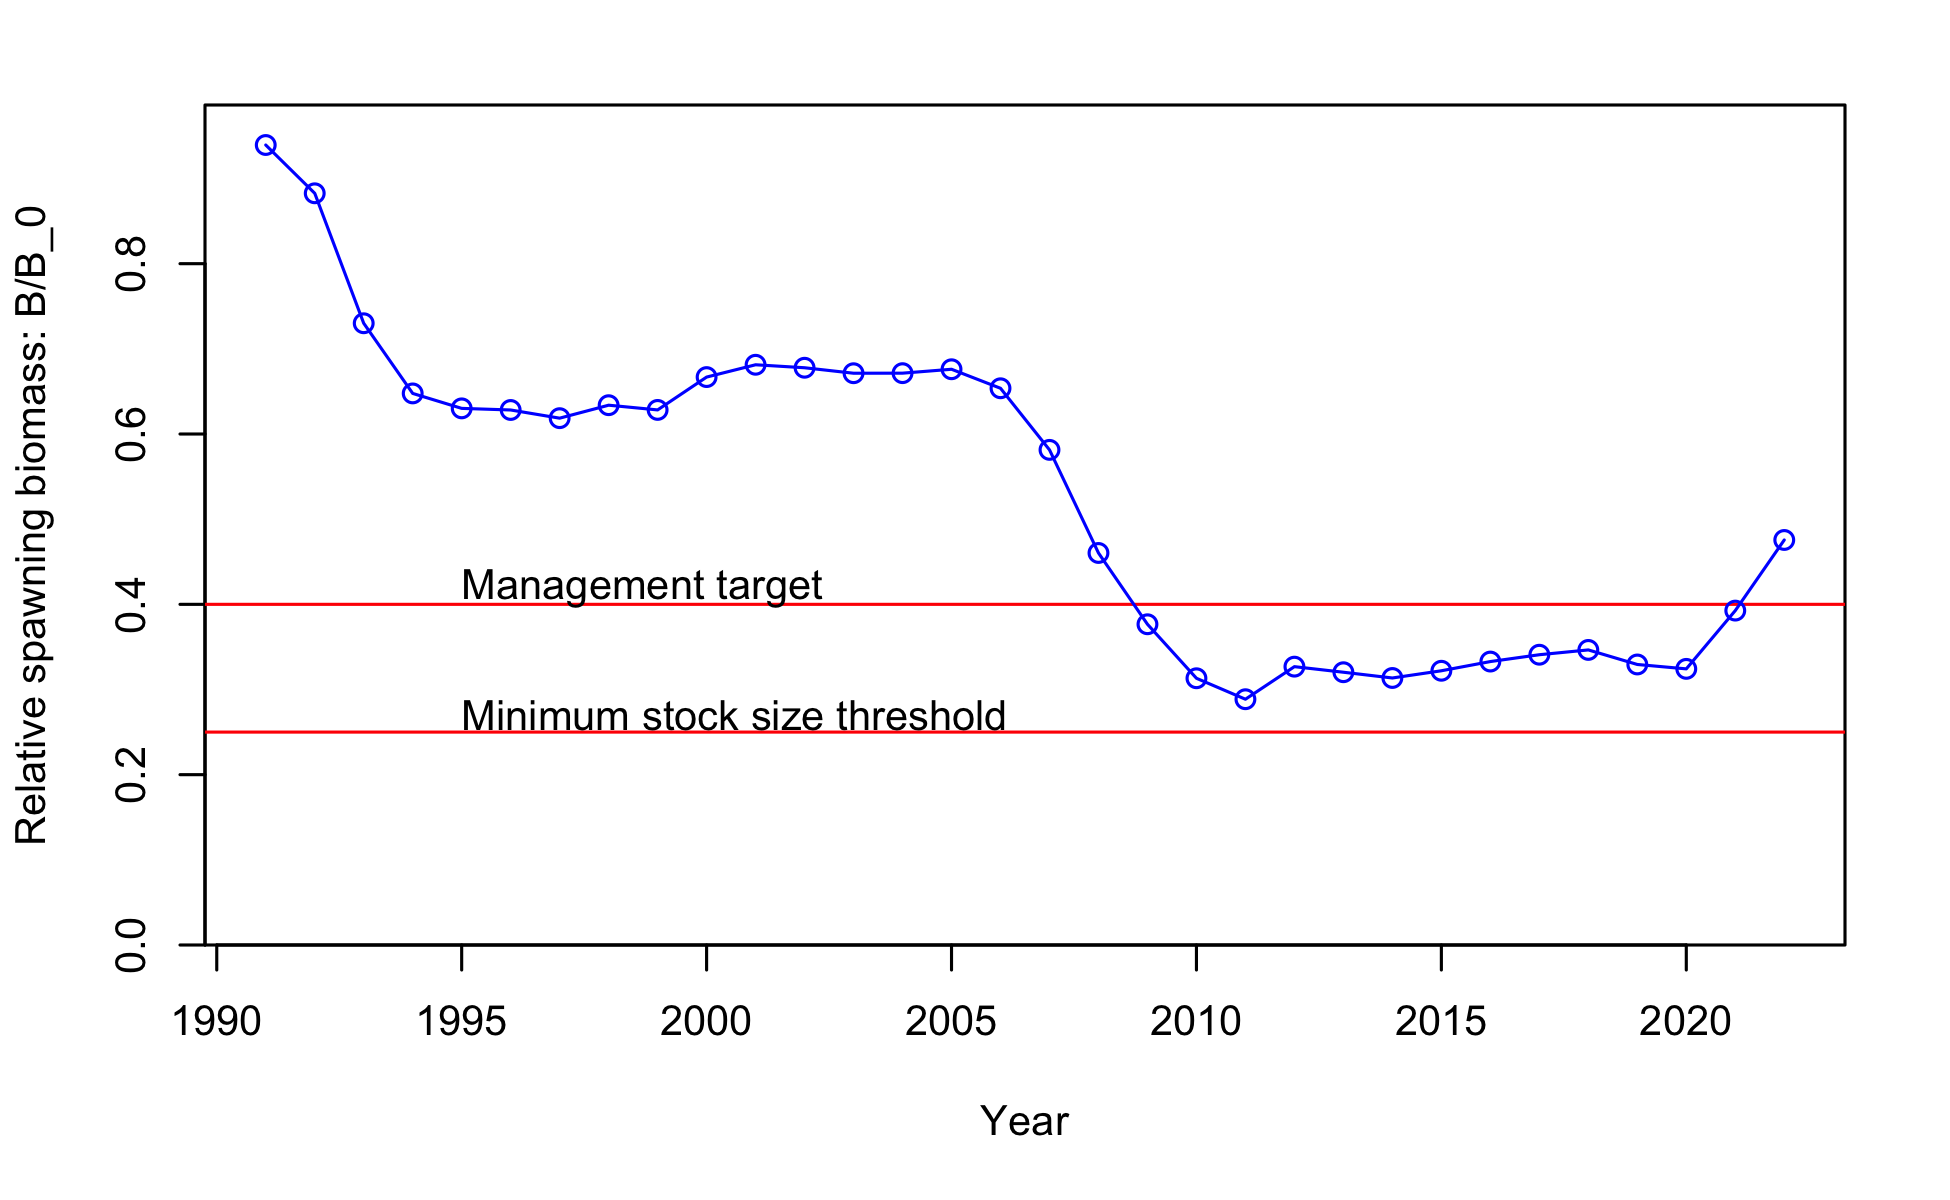 Relative spawning biomass: B/B_0
0.8
0.6
0.4
0.2
0.0
Management target
Minimum stock size threshold
1990 1995 2000 2005 2010 2015 2020
Year